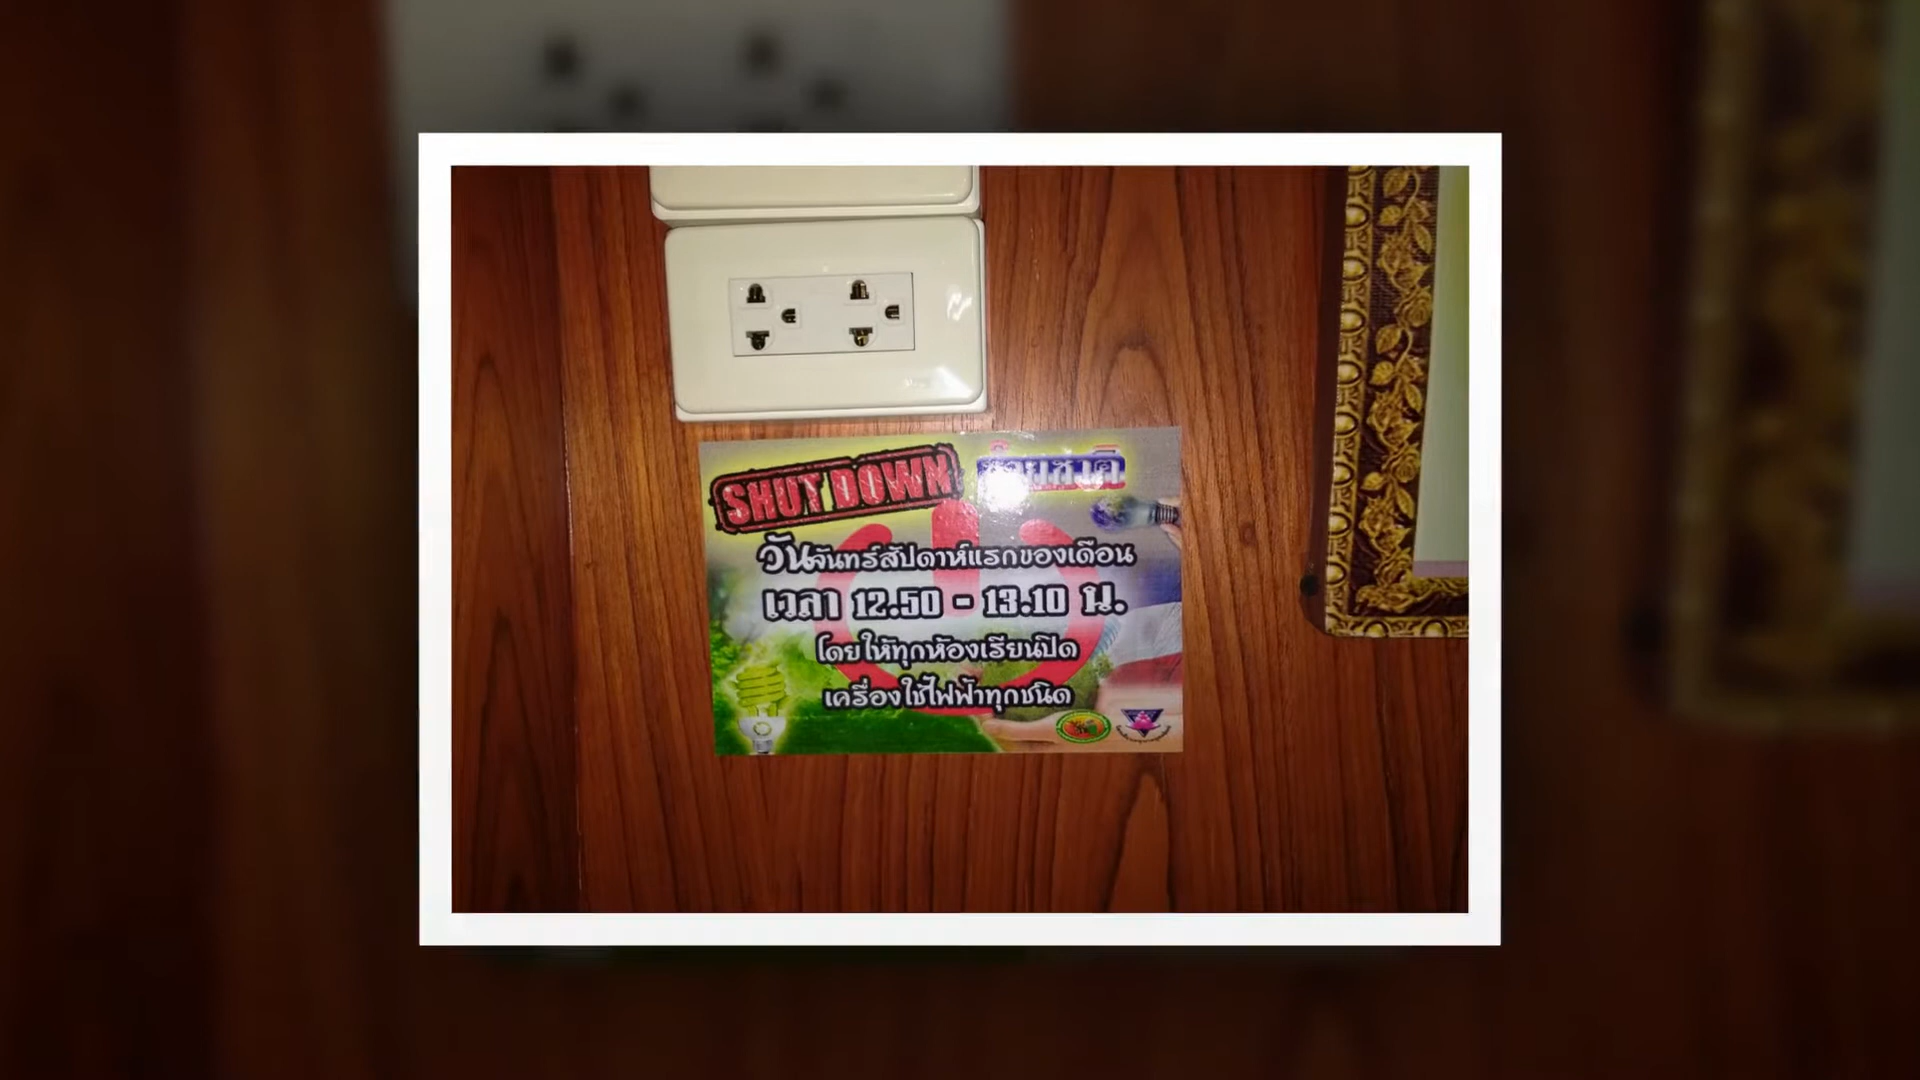 SHUT DOWN
วันจันทร์สัปดาห์แรกของเดือน
เวลา 12.50 - 13.10 น.
โดยให้ทุกห้องเรียนปิด
เครื่องใช้ไฟฟ้าทุกชนิด